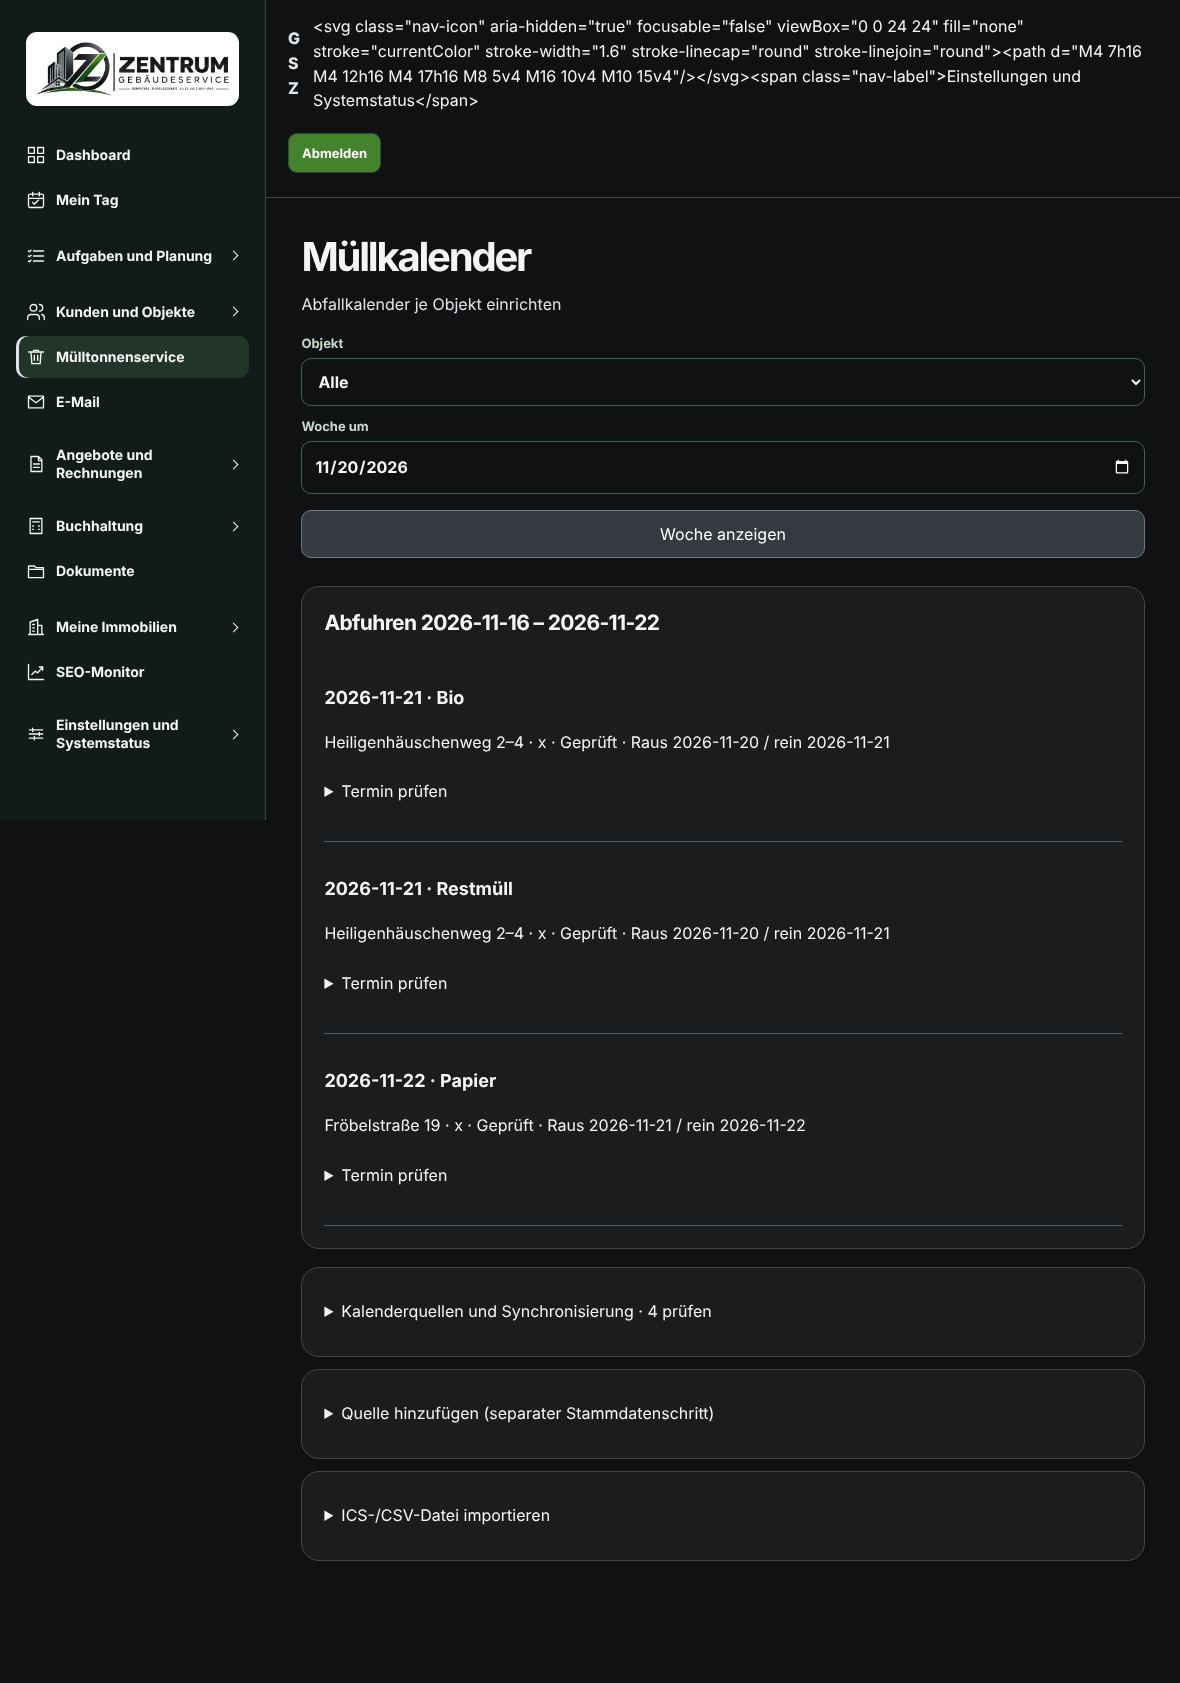 ZENTRUM
GEBÄUDESERVICE
Dashboard
Mein Tag
Aufgaben und Planung
Kunden und Objekte
Mülltonnenservice
E-Mail
Angebote und
Rechnungen
Buchhaltung
Dokumente
Meine Immobilien
SEO-Monitor
Einstellungen und
Systemstatus
G
S
Z
<svg class="nav-icon" aria-hidden="true" focusable="false" viewBox="0 0 24 24" fill="none"
stroke="currentColor" stroke-width="1.6" stroke-linecap="round" stroke-linejoin="round"><path d="M4 7h16
M4 12h16 M4 17h16 M8 5v4 M16 10v4 M10 15v4"/></svg><span class="nav-label">Einstellungen und
Systemstatus</span>
Abmelden
Müllkalender
Abfallkalender je Objekt einrichten
Objekt
Alle
Woche um
11/20/2026
Woche anzeigen
Abfuhren 2026-11-16 – 2026-11-22
2026-11-21 · Bio
Heiligenhäuschenweg 2–4 · x · Geprüft · Raus 2026-11-20 / rein 2026-11-21
Termin prüfen
2026-11-21 · Restmüll
Heiligenhäuschenweg 2–4 · x · Geprüft · Raus 2026-11-20 / rein 2026-11-21
Termin prüfen
2026-11-22 · Papier
Fröbelstraße 19 · x · Geprüft · Raus 2026-11-21 / rein 2026-11-22
Termin prüfen
Kalenderquellen und Synchronisierung · 4 prüfen
Quelle hinzufügen (separater Stammdatenschritt)
ICS-/CSV-Datei importieren